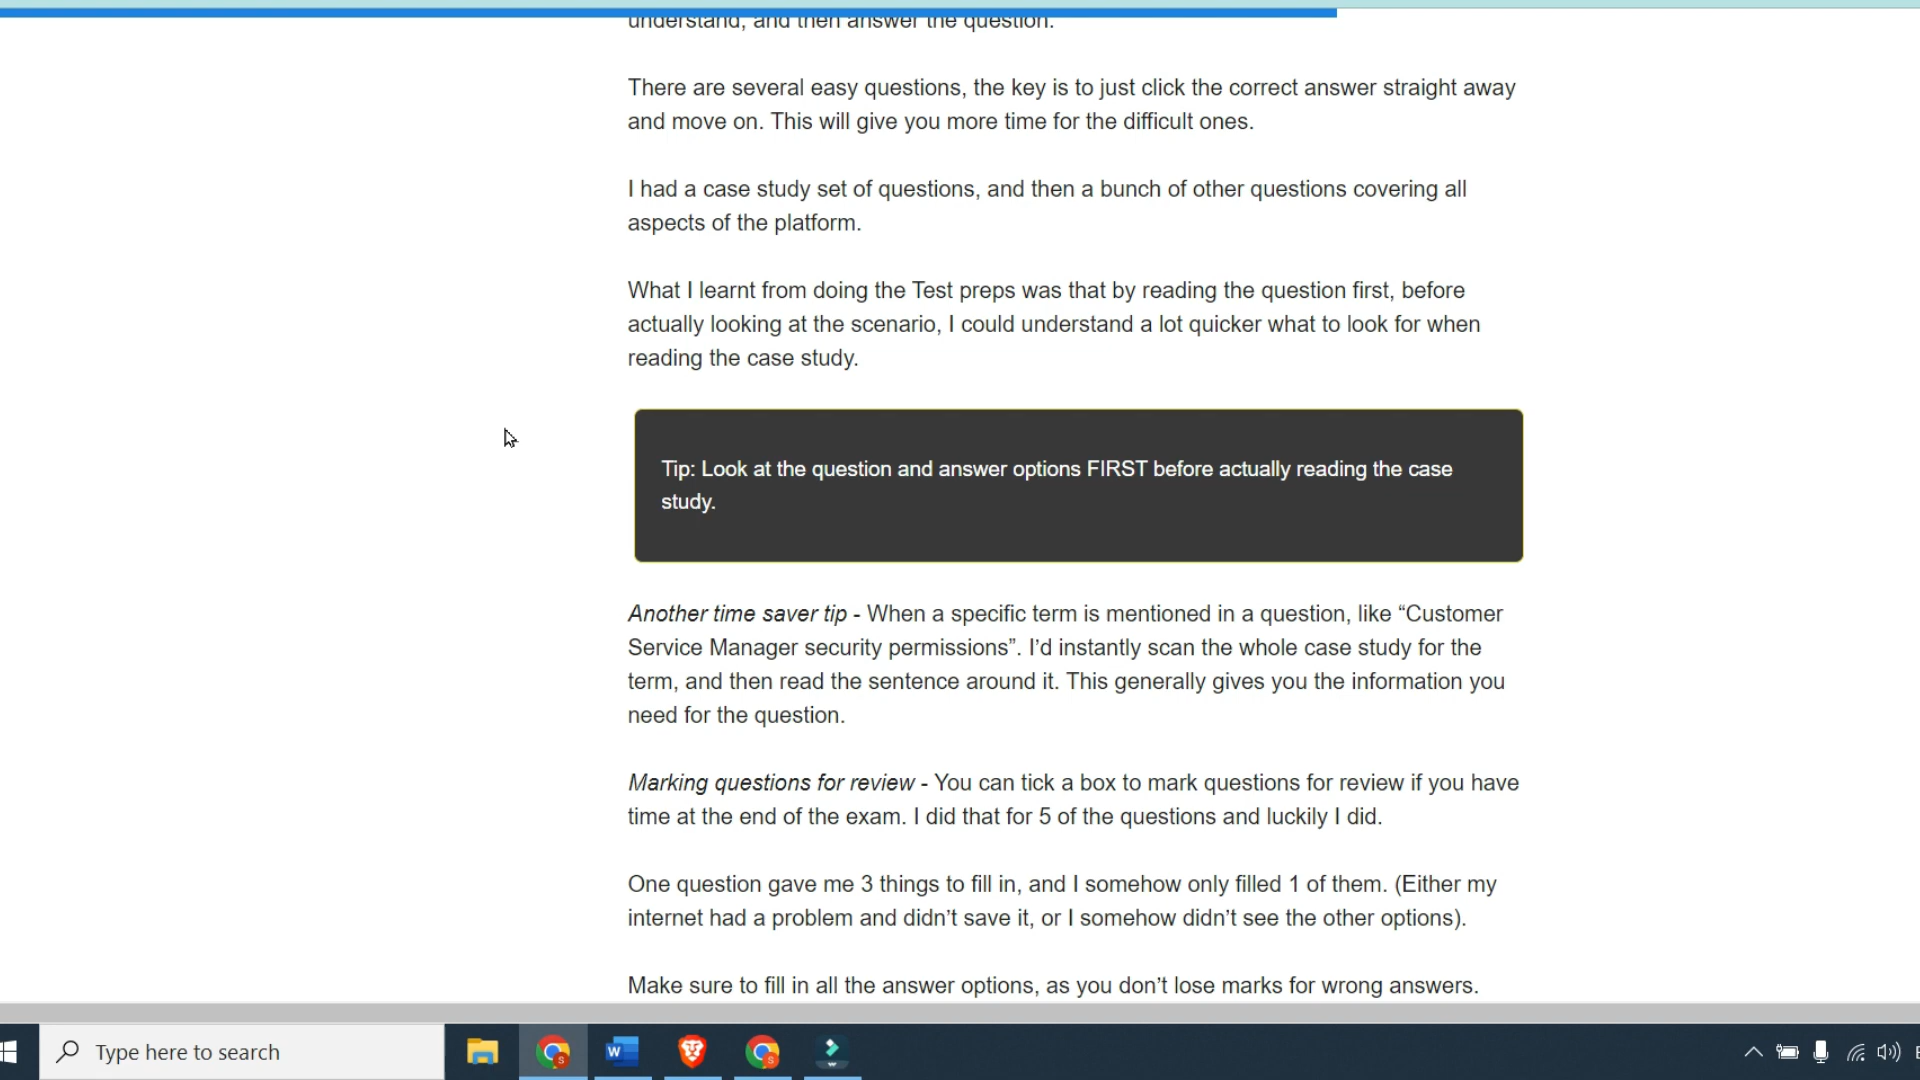 understand, and then answer the question.
There are several easy questions, the key is to just click the correct answer straight away
and move on. This will give you more time for the difficult ones.
I had a case study set of questions, and then a bunch of other questions covering all
aspects of the platform.
What I learnt from doing the Test preps was that by reading the question first, before
actually looking at the scenario, I could understand a lot quicker what to look for when
reading the case study.
Tip: Look at the question and answer options FIRST before actually reading the case
study.
Another time saver tip - When a specific term is mentioned in a question, like “Customer
Service Manager security permissions”. I’d instantly scan the whole case study for the
term, and then read the sentence around it. This generally gives you the information you
need for the question.
Marking questions for review - You can tick a box to mark questions for review if you have
time at the end of the exam. I did that for 5 of the questions and luckily I did.
One question gave me 3 things to fill in, and I somehow only filled 1 of them. (Either my
internet had a problem and didn’t save it, or I somehow didn’t see the other options).
Make sure to fill in all the answer options, as you don’t lose marks for wrong answers.
Type here to search